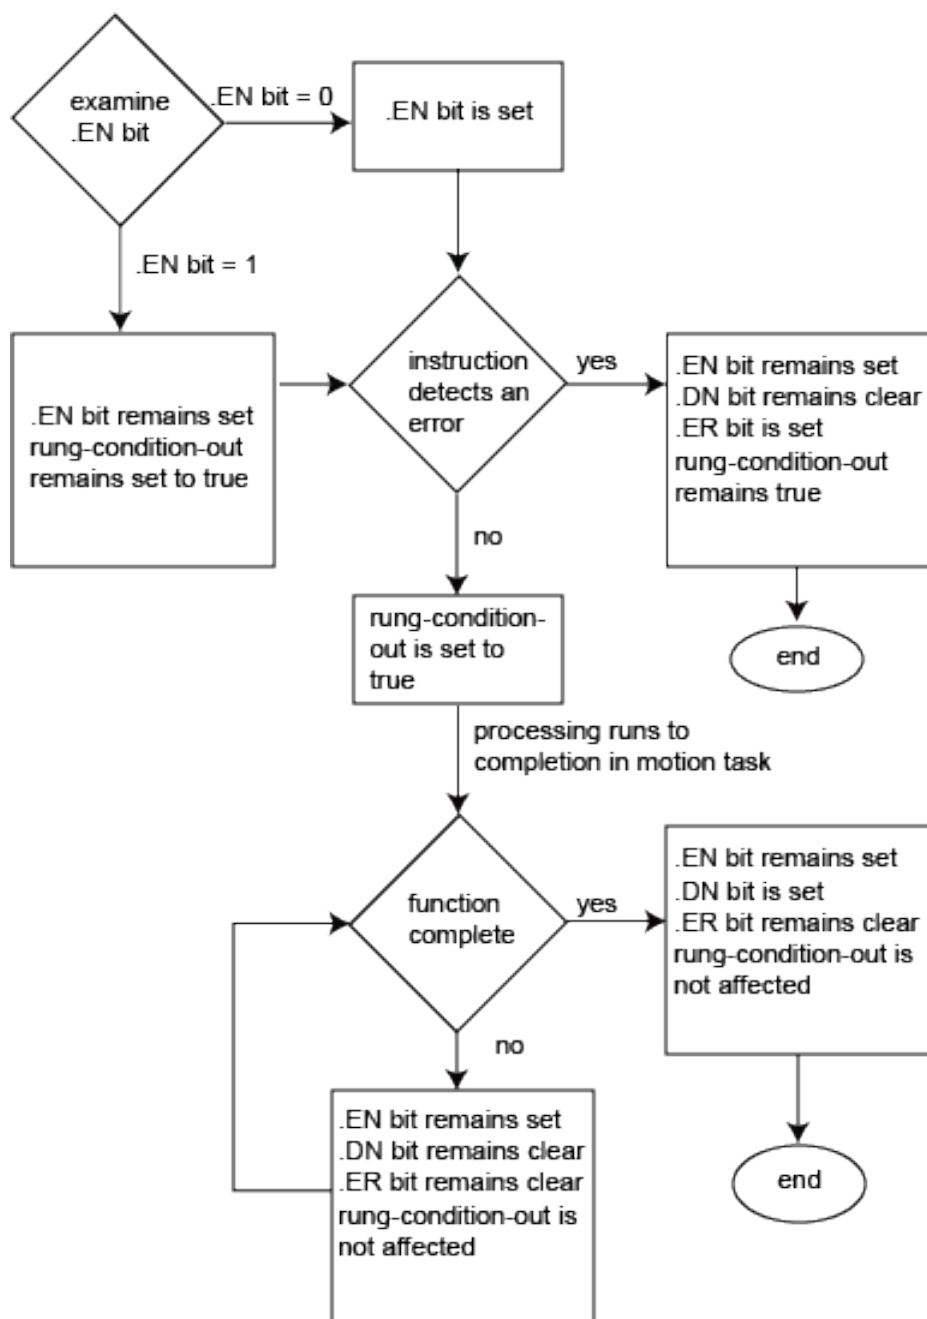 examine
.EN bit
.EN bit = 0
.EN bit is set
.EN bit = 1
.EN bit remains set
rung-condition-out
remains set to true
instruction
detects an
error
yes
.EN bit remains set
.DN bit remains clear
.ER bit is set
rung-condition-out
remains true
end
no
rung-condition-
out is set to
true
processing runs to
completion in motion task
function
complete
yes
.EN bit remains set
.DN bit is set
.ER bit remains clear
rung-condition-out is
not affected
end
no
.EN bit remains set
.DN bit remains clear
.ER bit remains clear
rung-condition-out is
not affected